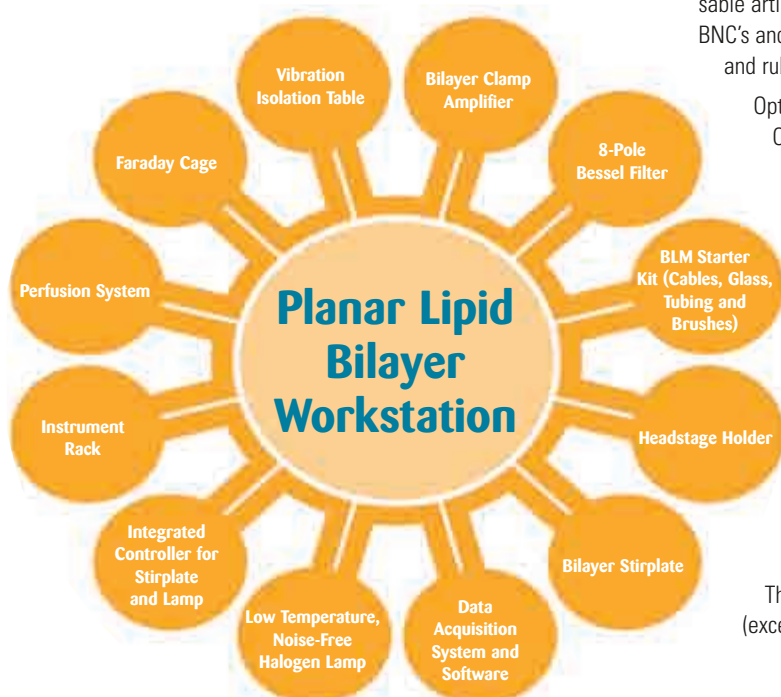 Planar Lipid
Bilayer
Workstation
Vibration
Isolation Table
Bilayer Clamp
Amplifier
8-Pole
Bessel Filter
BLM Starter
Kit (Cables, Glass,
Tubing and
Brushes)
Headstage Holder
Bilayer Stirplate
Data
Acquisition
System and
Software
Low Temperature,
Noise-Free
Halogen Lamp
Integrated
Controller for
Stirplate
and Lamp
Instrument
Rack
Perfusion System
Faraday Cage
BNC's and